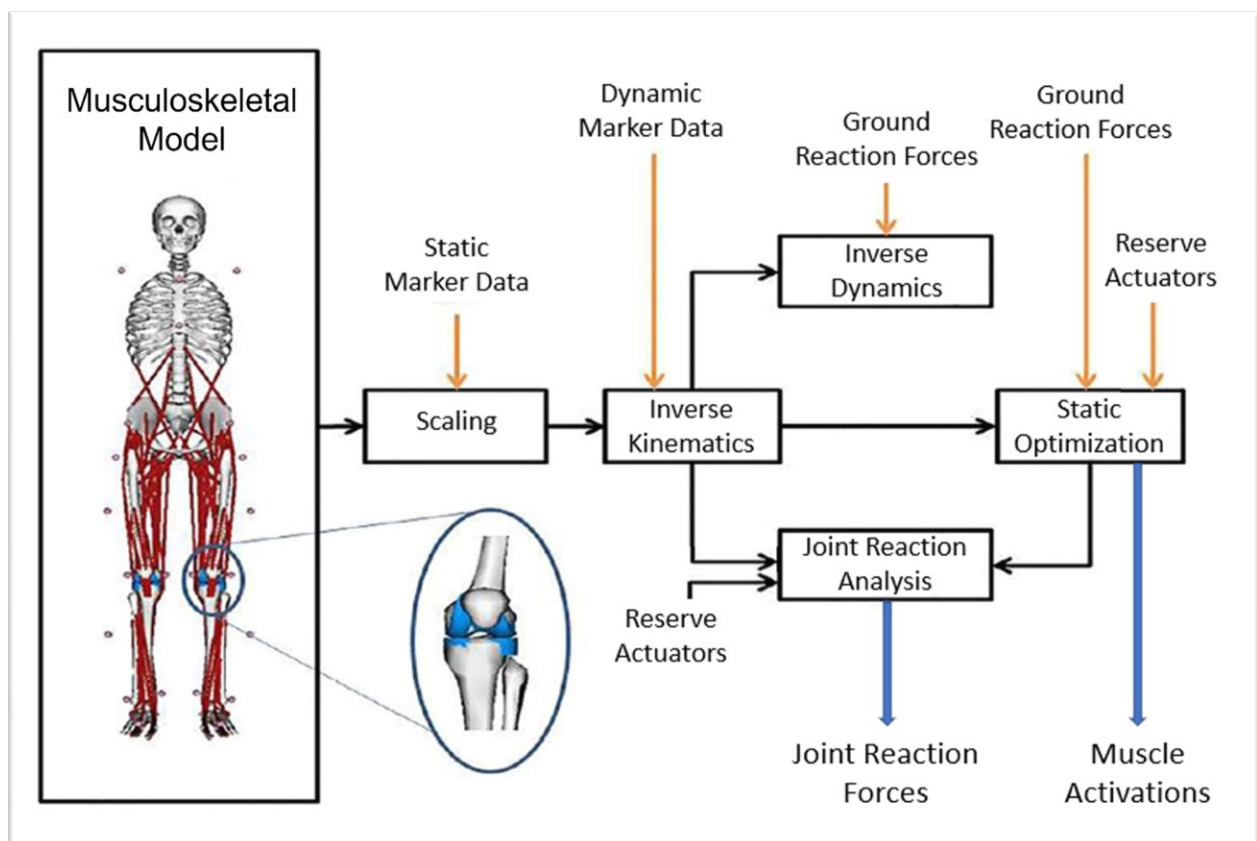 Musculoskeletal
Model
Static
Marker Data
Scaling
Dynamic
Marker Data
Inverse
Kinematics
Ground
Reaction Forces
Inverse
Dynamics
Ground
Reaction Forces
Reserve
Actuators
Static
Optimization
Joint Reaction
Analysis
Reserve
Actuators
Joint Reaction
Forces
Muscle
Activations